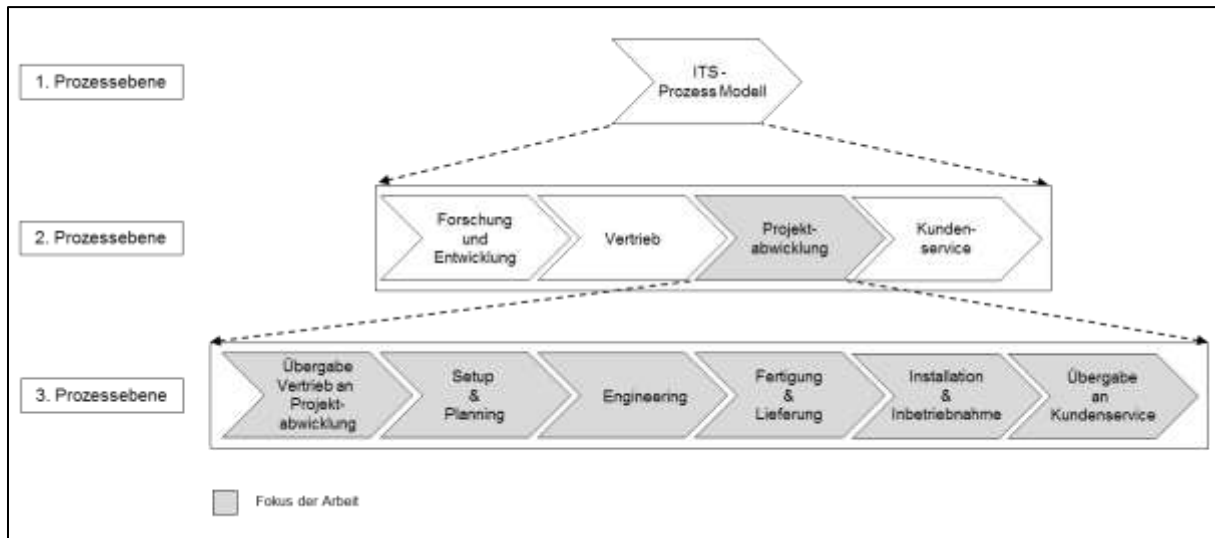 1. Prozessebene
ITS -
Prozess Modell
2. Prozessebene
Forschung
und
Entwicklung
Vertrieb
Projekt-
abwicklung
Kunden-
service
3. Prozessebene
Übergabe
Vertrieb an
Projekt-
abwicklung
Setup
&
Planning
Engineering
Fertigung
&
Lieferung
Installation
&
Inbetriebnahme
Übergabe
an
Kundenservice
Fokus der Arbeit